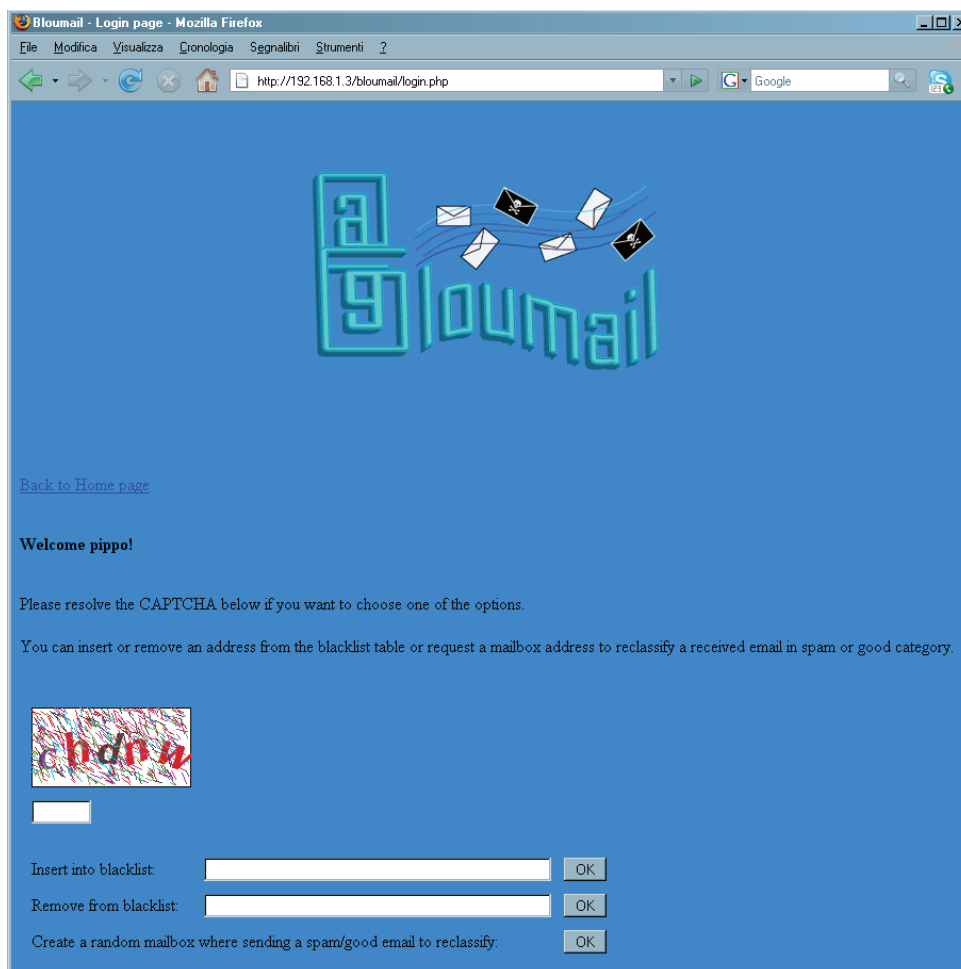 Bloumail - Login page - Mozilla Firefox
File Modifica Visualizza Cronologia Segnalibri Strumenti ?
http://192.168.1.3/bloumail/login.php G Google S 123
a
g
Bloumail
Back to Home page
Welcome pippo!
Please resolve the CAPTCHA below if you want to choose one of the options.
You can insert or remove an address from the blacklist table or request a mailbox address to reclassify a received email in spam or good category.
Insert into blacklist: OK
Remove from blacklist: OK
Create a random mailbox where sending a spam/good email to reclassify: OK